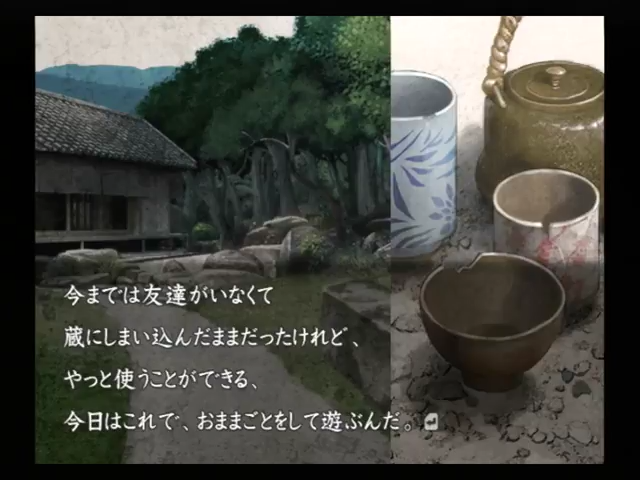 今までは友達がいなくて
蔵にしまい込んだままだったけれど、
やっと使うことができる、
今日はこれで、おままごとをして遊ぶんだ。